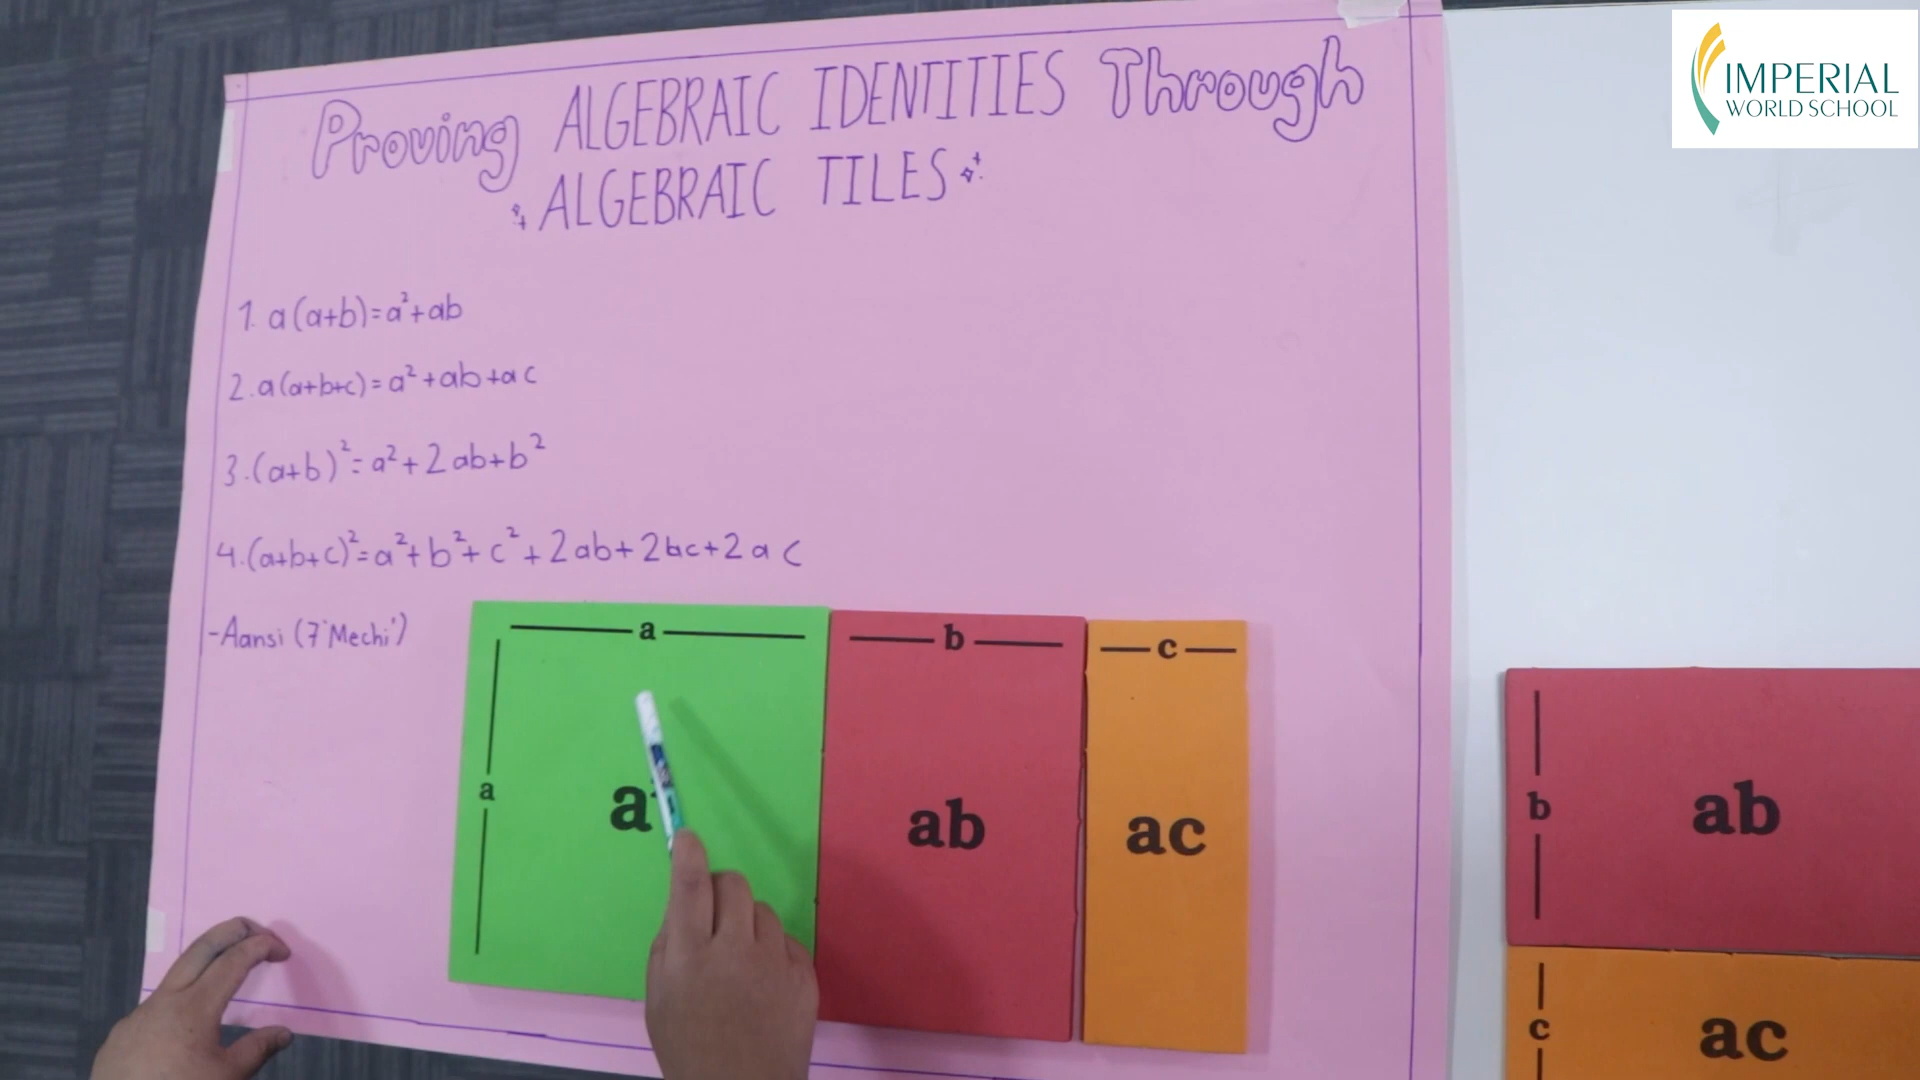 Proving ALGEBRAIC IDENTITIES Through
ALGEBRAIC TILES
1. a(a+b)=a²+ab
2. a(a+b+c)=a²+ab+ac
3. (a+b)²=a²+2ab+b²
4. (a+b+c)²=a²+b²+c²+2ab+2bc+2ac
-Aansi (7'Mechi')
a
b
c
a
a²
ab
ac
b
ab
c
ac
IMPERIAL
WORLD SCHOOL